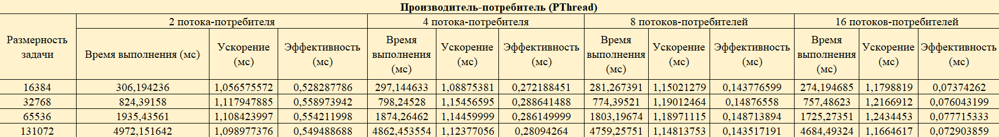 Производитель-потребитель (PThread)
Размерность задачи | 2 потока-потребителя | 4 потока-потребителя | 8 потоков-потребителей | 16 потоков-потребителей
Время выполнения (мс) | Ускорение (мс) | Эффективность (мс) | Время выполнения (мс) | Ускорение (мс) | Эффективность (мс) | Время выполнения (мс) | Ускорение (мс) | Эффективность (мс) | Время выполнения (мс) | Ускорение (мс) | Эффективность (мс)
16384 | 306,194236 | 1,056575572 | 0,528287786 | 297,144633 | 1,08875381 | 0,272188451 | 281,267391 | 1,15021279 | 0,143776599 | 274,194685 | 1,1798819 | 0,07374262
32768 | 824,39158 | 1,117947885 | 0,558973942 | 798,24528 | 1,15456595 | 0,288641488 | 774,39521 | 1,19012464 | 0,14876558 | 757,48623 | 1,2166912 | 0,076043199
65536 | 1935,43561 | 1,108423997 | 0,554211998 | 1874,26462 | 1,14459999 | 0,286149999 | 1803,19674 | 1,18971115 | 0,148713894 | 1725,27351 | 1,2434453 | 0,077715333
131072 | 4972,151642 | 1,098977376 | 0,549488688 | 4862,453554 | 1,12377056 | 0,28094264 | 4759,25751 | 1,14813753 | 0,143517191 | 4684,49324 | 1,1664617 | 0,072903859